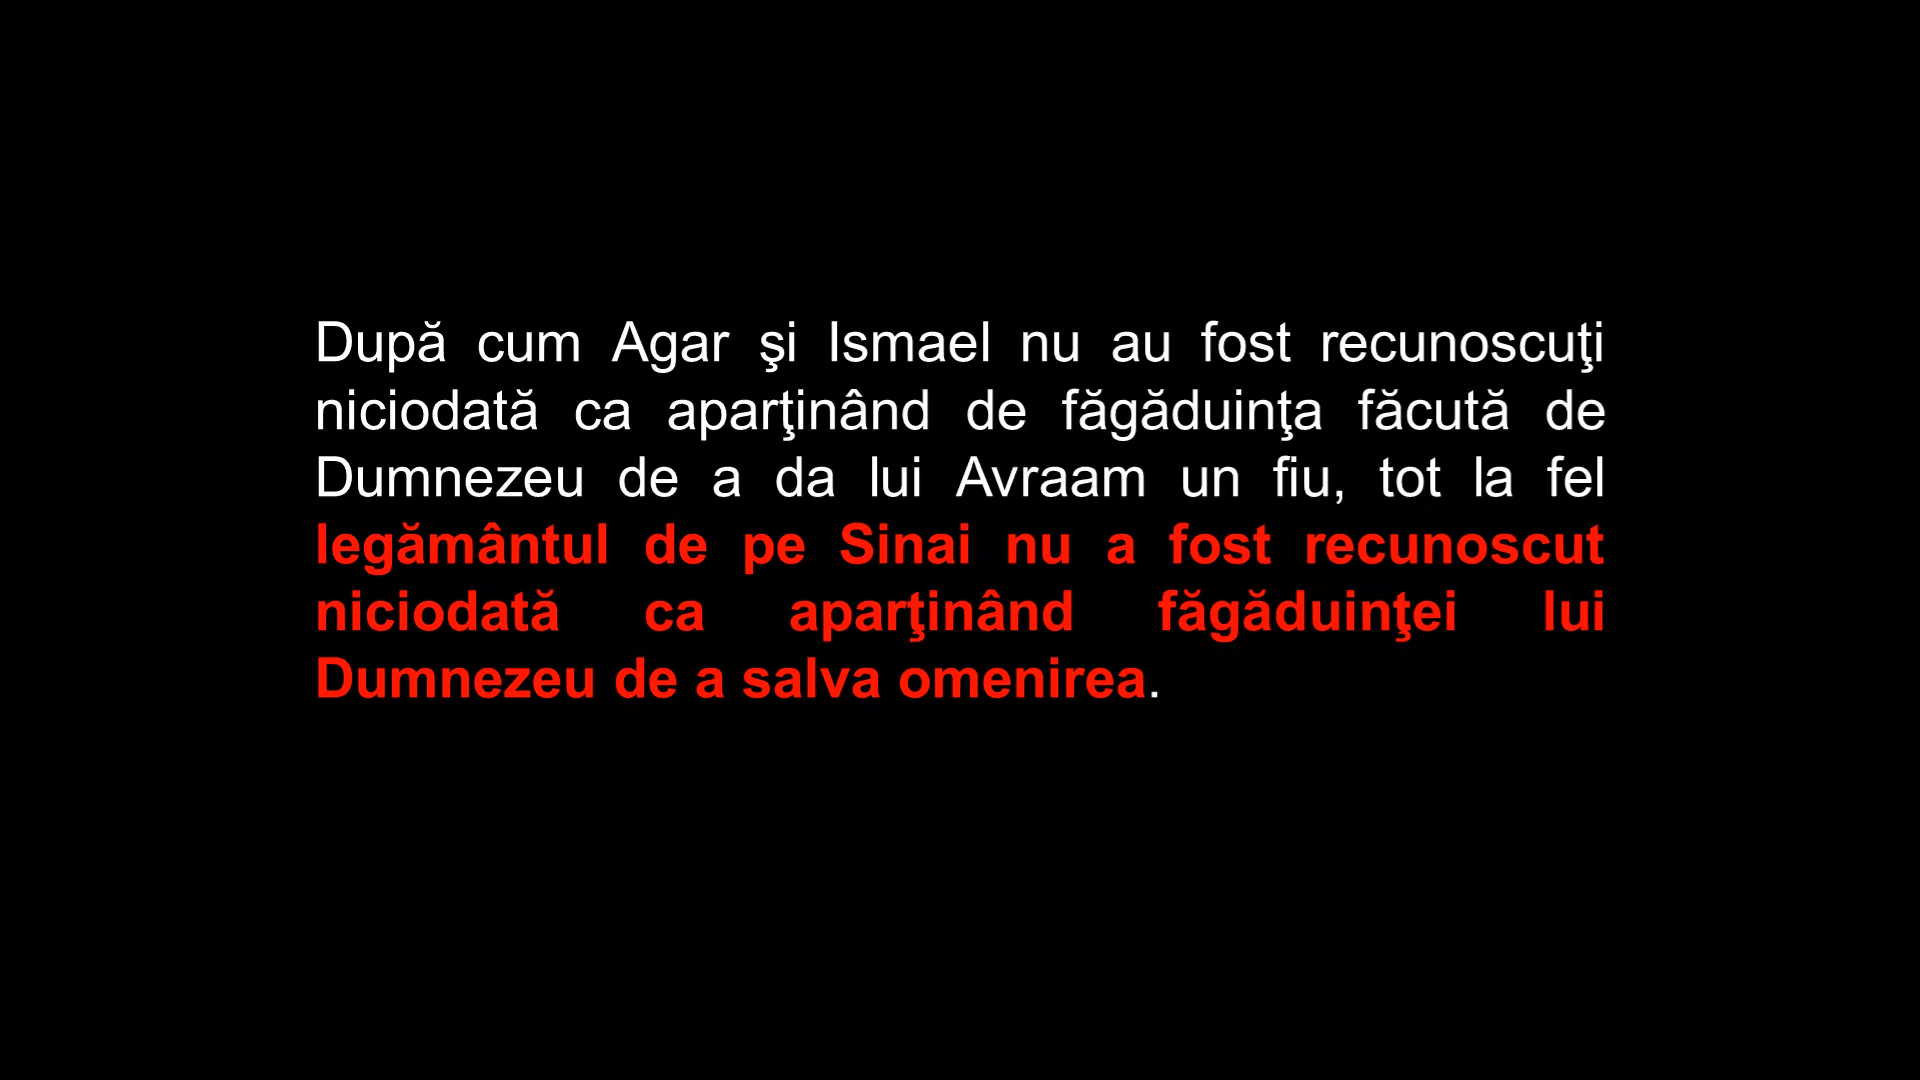 După cum Agar şi Ismael nu au fost recunoscuţi
niciodată ca aparţinând de făgăduinţa făcută de
Dumnezeu de a da lui Avraam un fiu, tot la fel
legământul de pe Sinai nu a fost recunoscut
niciodată ca aparţinând făgăduinţei lui
Dumnezeu de a salva omenirea.